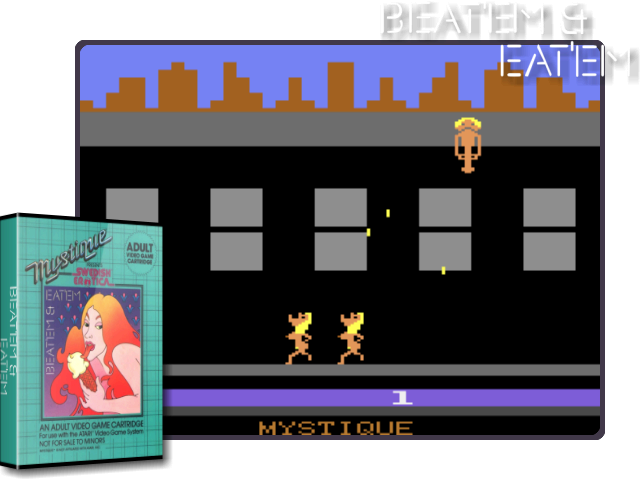 BEAT'EM &
EAT'EM
1
MYSTIQUE
Mystique
PRESENTS
SWEDISH
EROTICA
ADULT
VIDEO GAME
CARTRIDGE
BEAT'EM &
EAT'EM
BEAT'EM &
EAT'EM
AN ADULT VIDEO GAME CARTRIDGE
For use with the ATARI Video Game System
NOT FOR SALE TO MINORS